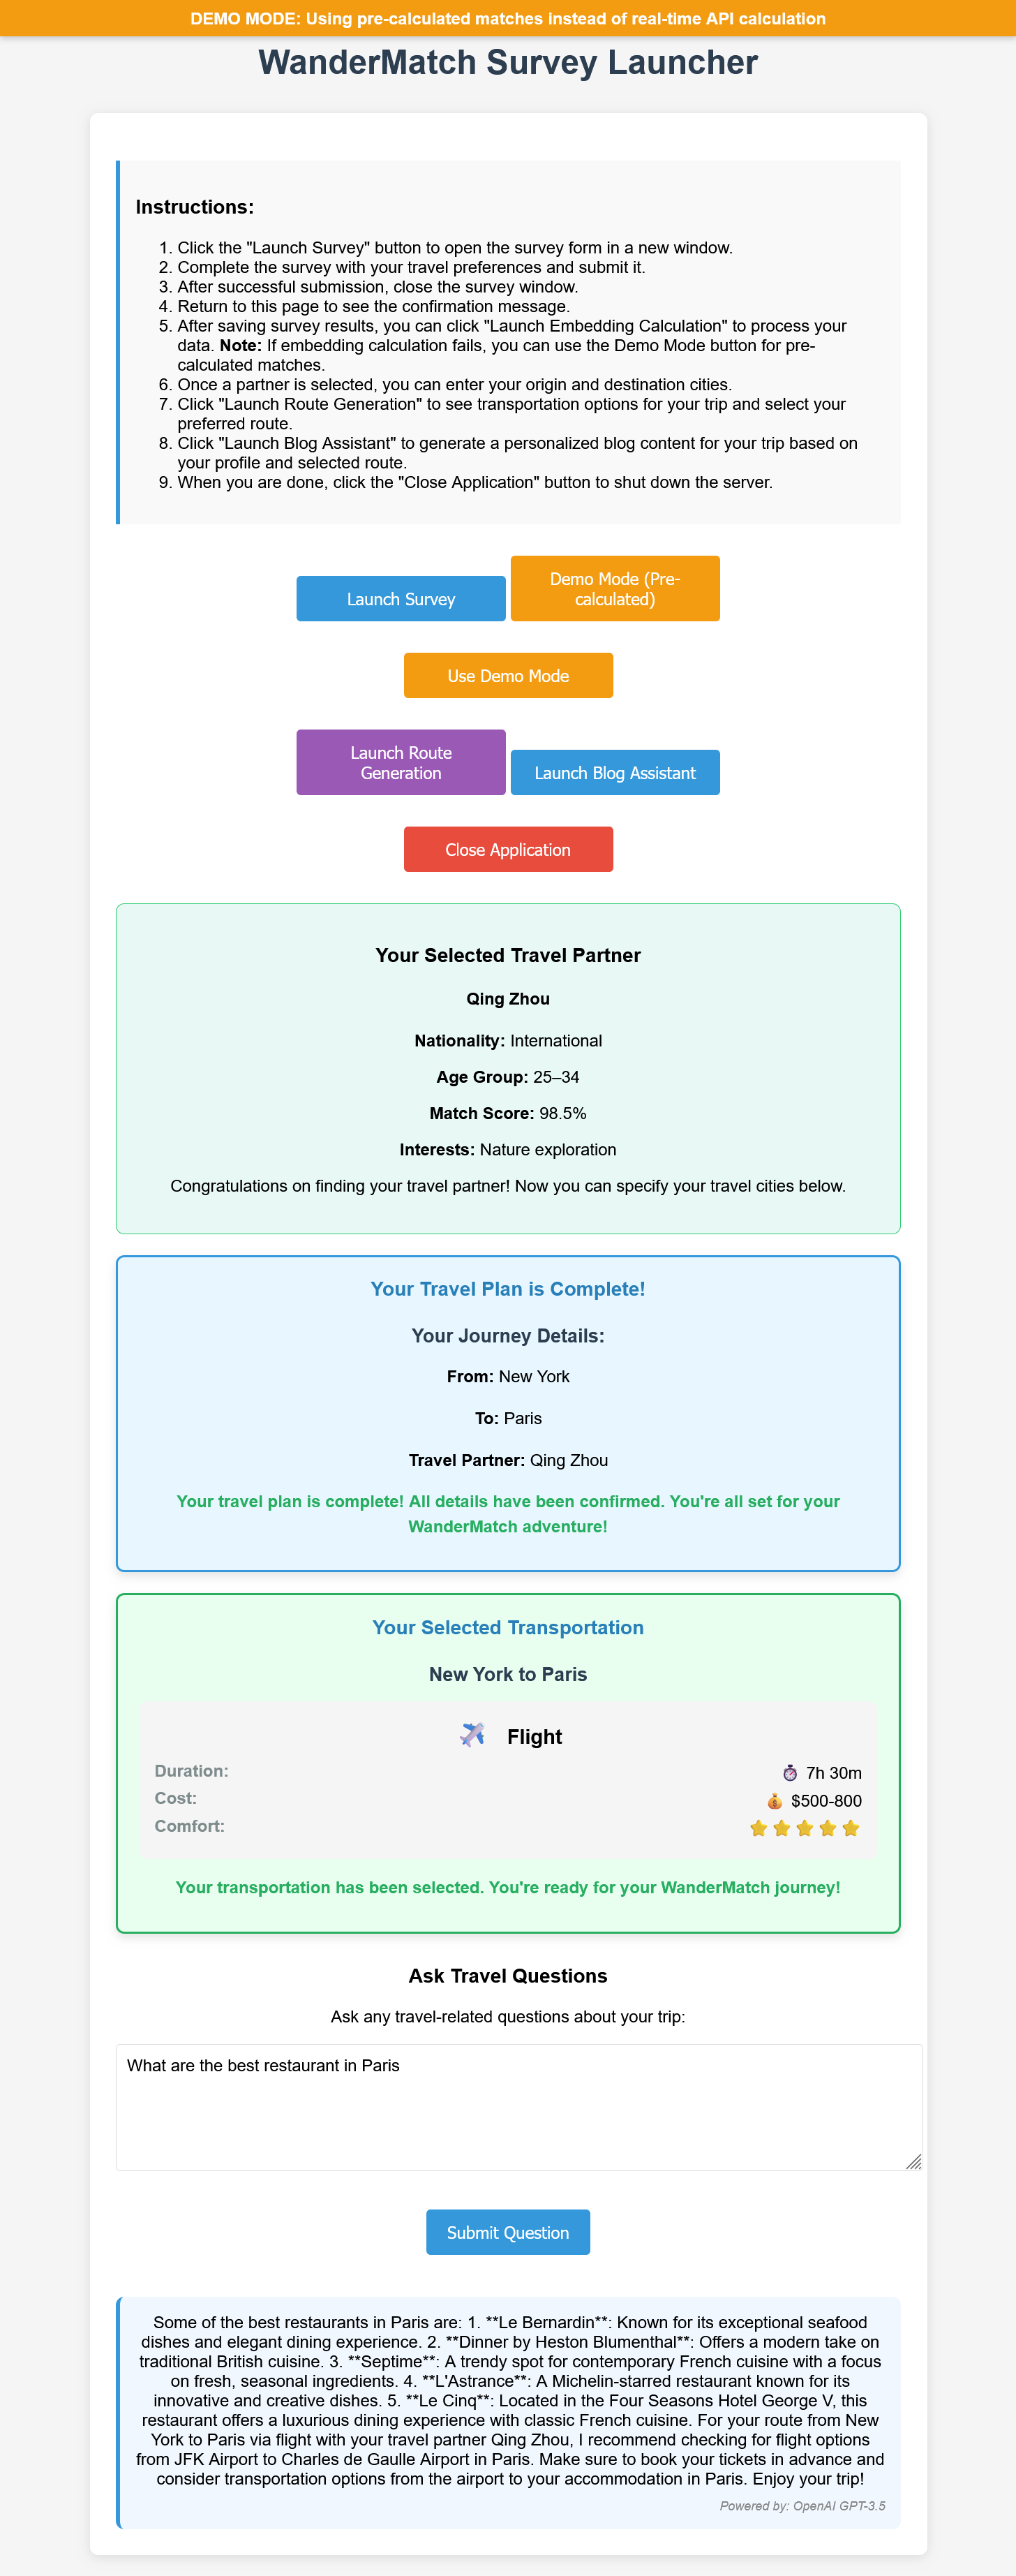 DEMO MODE: Using pre-calculated matches instead of real-time API calculation
WanderMatch Survey Launcher
Instructions:
1. Click the "Launch Survey" button to open the survey form in a new window.
2. Complete the survey with your travel preferences and submit it.
3. After successful submission, close the survey window.
4. Return to this page to see the confirmation message.
5. After saving survey results, you can click "Launch Embedding Calculation" to process your
data. Note: If embedding calculation fails, you can use the Demo Mode button for pre-
calculated matches.
6. Once a partner is selected, you can enter your origin and destination cities.
7. Click "Launch Route Generation" to see transportation options for your trip and select your
preferred route.
8. Click "Launch Blog Assistant" to generate a personalized blog content for your trip based on
your profile and selected route.
9. When you are done, click the "Close Application" button to shut down the server.
Launch Survey
Demo Mode (Pre-
calculated)
Use Demo Mode
Launch Route
Generation
Launch Blog Assistant
Close Application
Your Selected Travel Partner
Qing Zhou
Nationality: International
Age Group: 25–34
Match Score: 98.5%
Interests: Nature exploration
Congratulations on finding your travel partner! Now you can specify your travel cities below.
Your Travel Plan is Complete!
Your Journey Details:
From: New York
To: Paris
Travel Partner: Qing Zhou
Your travel plan is complete! All details have been confirmed. You're all set for your
WanderMatch adventure!
Your Selected Transportation
New York to Paris
Flight
Duration: 7h 30m
Cost: $500-800
Comfort:
Your transportation has been selected. You're ready for your WanderMatch journey!
Ask Travel Questions
Ask any travel-related questions about your trip:
What are the best restaurant in Paris
Submit Question
Some of the best restaurants in Paris are: 1. **Le Bernardin**: Known for its exceptional seafood
dishes and elegant dining experience. 2. **Dinner by Heston Blumenthal**: Offers a modern take on
traditional British cuisine. 3. **Septime**: A trendy spot for contemporary French cuisine with a focus
on fresh, seasonal ingredients. 4. **L'Astrance**: A Michelin-starred restaurant known for its
innovative and creative dishes. 5. **Le Cinq**: Located in the Four Seasons Hotel George V, this
restaurant offers a luxurious dining experience with classic French cuisine. For your route from New
York to Paris via flight with your travel partner Qing Zhou, I recommend checking for flight options
from JFK Airport to Charles de Gaulle Airport in Paris. Make sure to book your tickets in advance and
consider transportation options from the airport to your accommodation in Paris. Enjoy your trip!
Powered by: OpenAI GPT-3.5